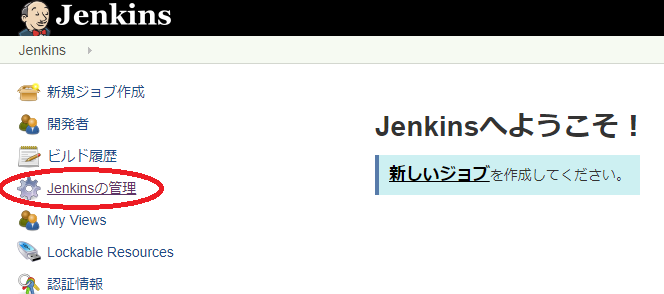 Jenkins
Jenkins
新規ジョブ作成
開発者
ビルド履歴
Jenkinsの管理
My Views
Lockable Resources
認証情報
Jenkinsへようこそ！
新しいジョブを作成してください。